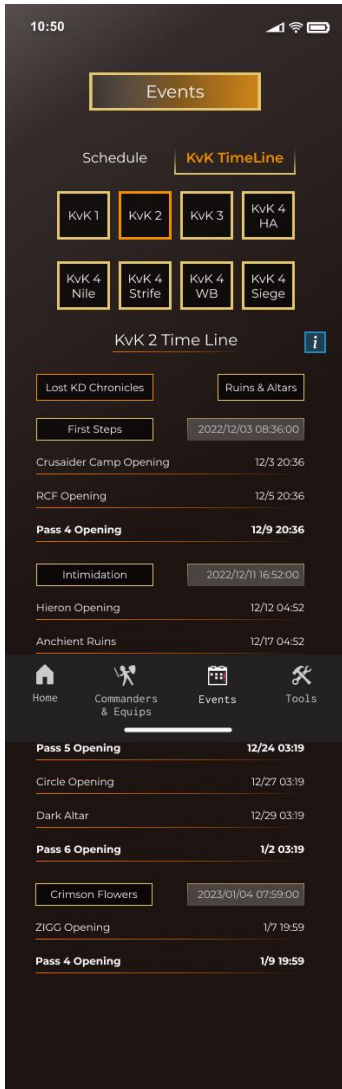 10:50
Events
Schedule
KvK TimeLine
KvK 1
KvK 2
KvK 3
KvK 4
HA
KvK 4
Nile
KvK 4
Strife
KvK 4
WB
KvK 4
Siege
KvK 2 Time Line
i
Lost KD Chronicles
Ruins & Altars
First Steps
2022/12/03 08:36:00
Crusaider Camp Opening
12/3 20:36
RCF Opening
12/5 20:36
Pass 4 Opening
12/9 20:36
Intimidation
2022/12/11 16:52:00
Hieron Opening
12/12 04:52
Anchient Ruins
12/17 04:52
Home
Commanders
& Equips
Events
Tools
Pass 5 Opening
12/24 03:19
Circle Opening
12/27 03:19
Dark Altar
12/29 03:19
Pass 6 Opening
1/2 03:19
Crimson Flowers
2023/01/04 07:59:00
ZIGG Opening
1/7 19:59
Pass 4 Opening
1/9 19:59